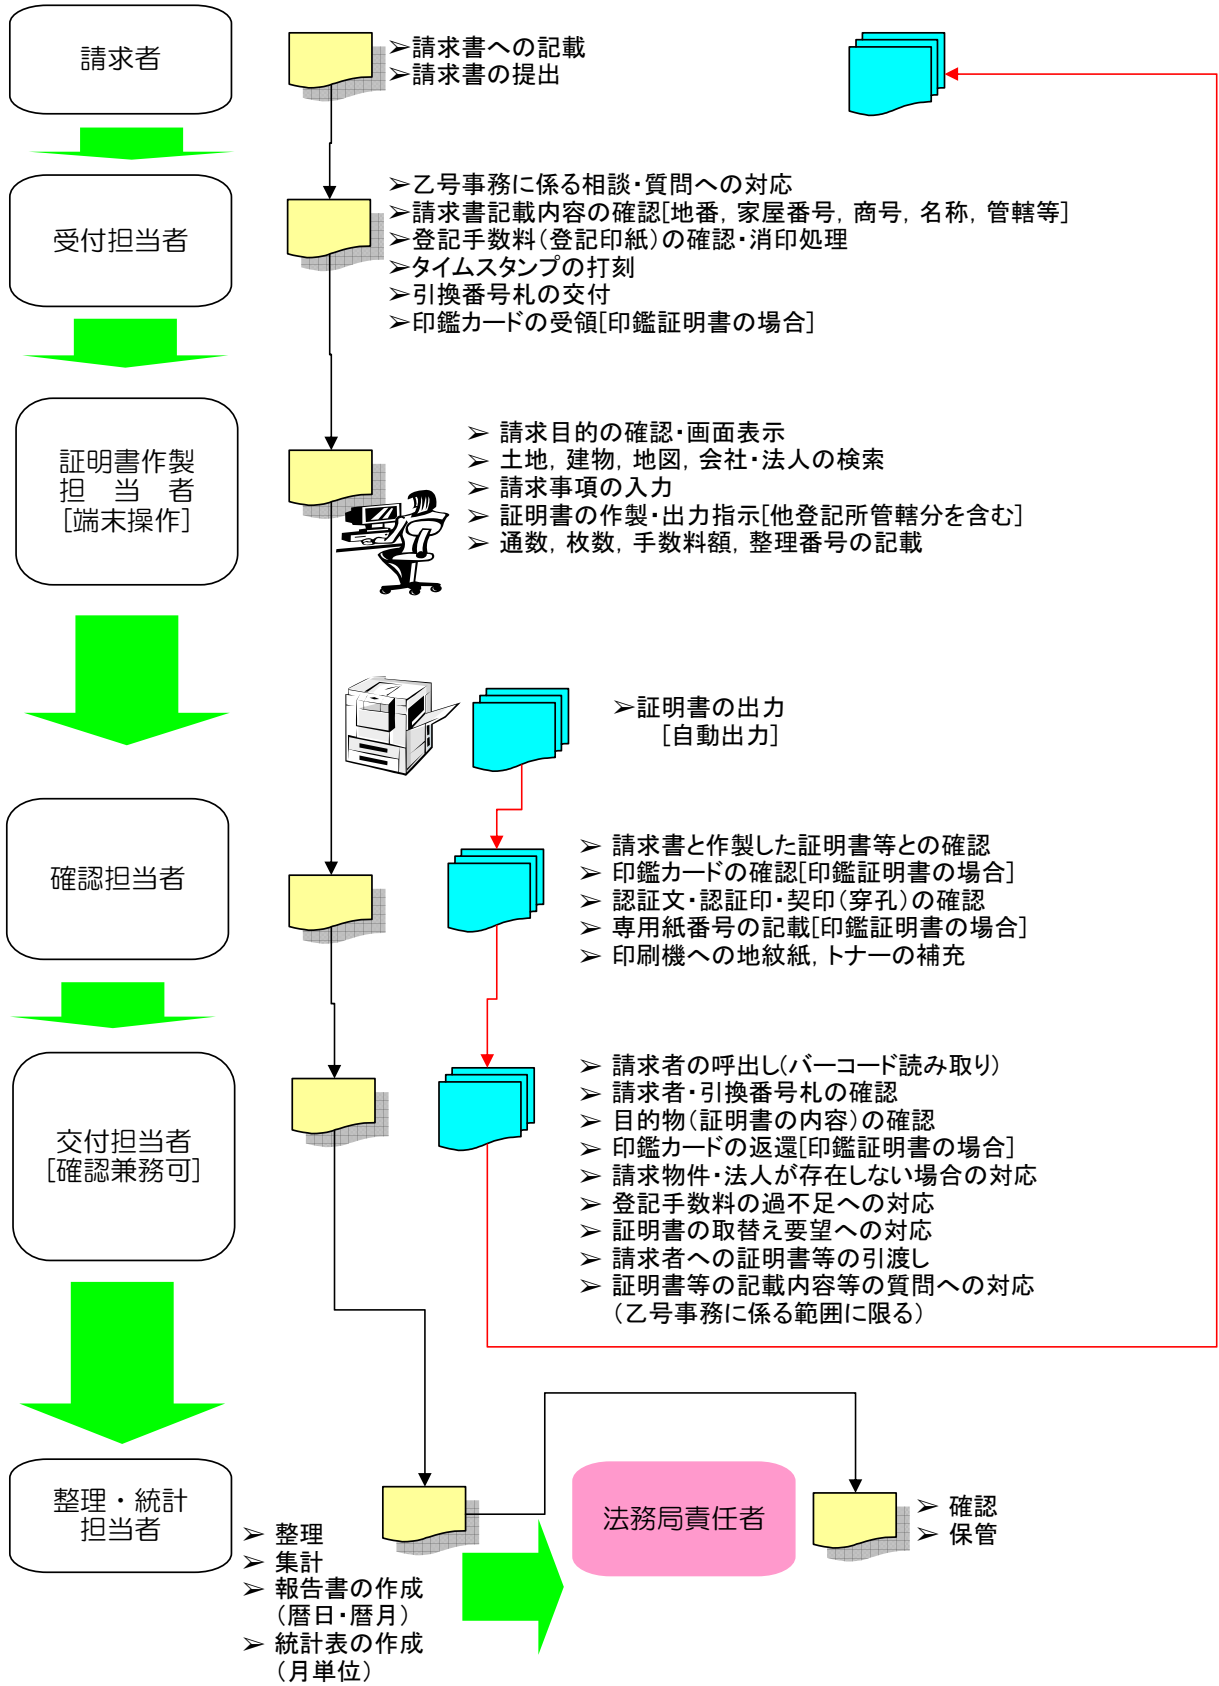 請求者
➢請求書への記載
➢請求書の提出
受付担当者
➢乙号事務に係る相談・質問への対応
➢請求書記載内容の確認[地番，家屋番号，商号，名称，管轄等]
➢登記手数料（登記印紙）の確認・消印処理
➢タイムスタンプの打刻
➢引換番号札の交付
➢印鑑カードの受領[印鑑証明書の場合]
証明書作製
担　当　者
[端末操作]
➢ 請求目的の確認・画面表示
➢ 土地，建物，地図，会社・法人の検索
➢ 請求事項の入力
➢ 証明書の作製・出力指示[他登記所管轄分を含む]
➢ 通数，枚数，手数料額，整理番号の記載
➢証明書の出力
[自動出力]
確認担当者
➢ 請求書と作製した証明書等との確認
➢ 印鑑カードの確認[印鑑証明書の場合]
➢ 認証文・認証印・契印（穿孔）の確認
➢ 専用紙番号の記載[印鑑証明書の場合]
➢ 印刷機への地紋紙，トナーの補充
交付担当者
[確認兼務可]
➢ 請求者の呼出し（バーコード読み取り）
➢ 請求者・引換番号札の確認
➢ 目的物（証明書の内容）の確認
➢ 印鑑カードの返還[印鑑証明書の場合]
➢ 請求物件・法人が存在しない場合の対応
➢ 登記手数料の過不足への対応
➢ 証明書の取替え要望への対応
➢ 請求者への証明書等の引渡し
➢ 証明書等の記載内容等の質問への対応
（乙号事務に係る範囲に限る）
整理・統計
担当者
➢ 整理
➢ 集計
➢ 報告書の作成
（暦日・暦月）
➢ 統計表の作成
（月単位）
法務局責任者
➢ 確認
➢ 保管